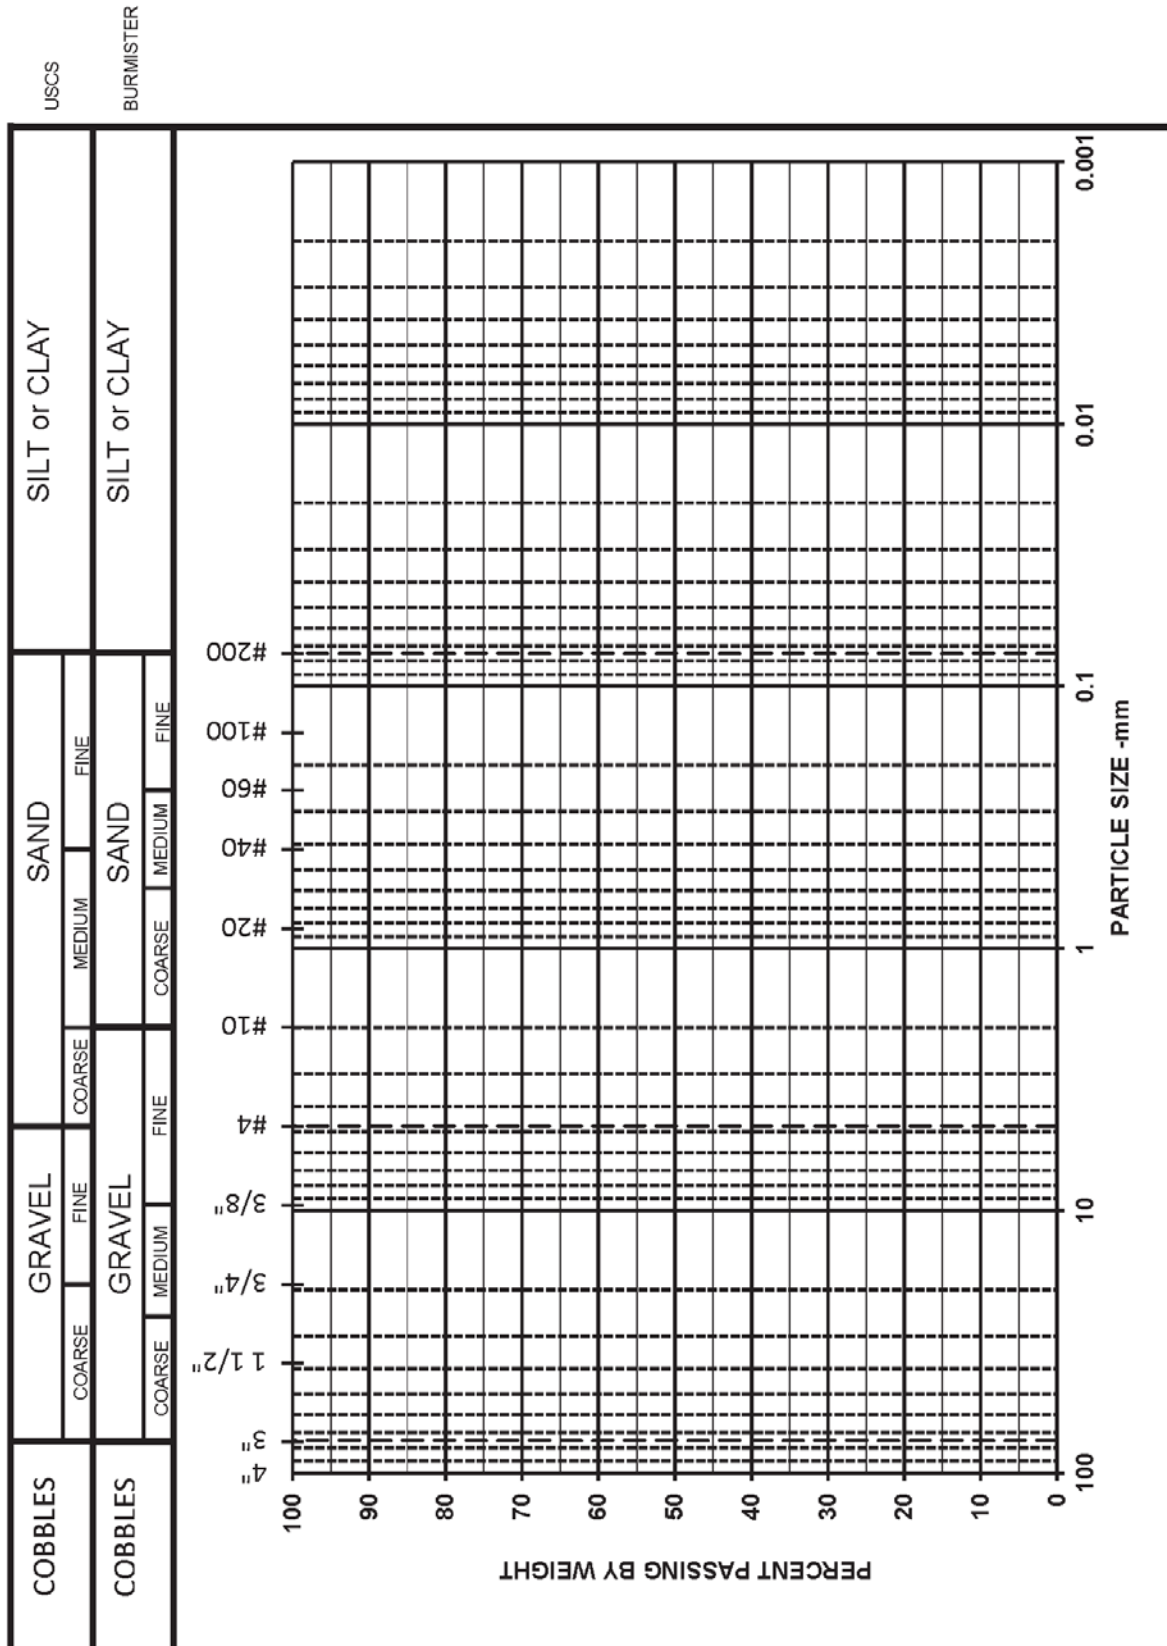 COBBLES GRAVEL SAND SILT or CLAY USCS
COARSE FINE COARSE MEDIUM FINE
COBBLES GRAVEL SAND SILT or CLAY BURMISTER
COARSE MEDIUM FINE COARSE MEDIUM FINE
4" 3" 1 1/2" 3/4" 3/8" #4 #10 #20 #40 #60 #100 #200
100
90
80
70
60
50
40
30
20
10
0
PERCENT PASSING BY WEIGHT
100 10 1 0.1 0.01 0.001
PARTICLE SIZE -mm